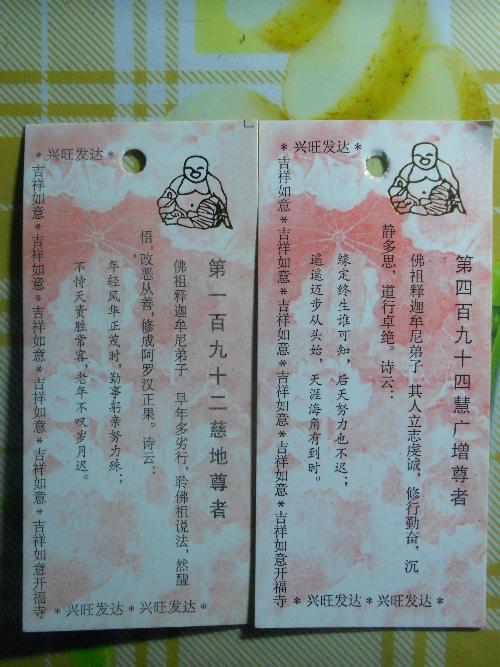 *兴旺发达*
第一百九十二慈地尊者
佛祖释迦牟尼弟子 早年多劣行，聆佛祖说法，然醒
悟，改恶从善，修成阿罗汉正果。诗云：
年轻风华正茂时，勤事躬亲努力殊；
不恃天资胜常客，老年不叹岁月迟。
*吉祥如意*吉祥如意*吉祥如意*吉祥如意*吉祥如意*吉祥如意开福寺
*兴旺发达*兴旺发达*
*兴旺发达*
第四百九十四慧广增尊者
佛祖释迦牟尼弟子 其人立志虔诚，修行勤奋，沉
静多思，道行卓绝。诗云：
缘定终生谁可知，后天努力也不迟；
遥遥迈步从头始，天涯海角有到时。
吉祥如意*吉祥如意*吉祥如意*吉祥如意*吉祥如意*吉祥如意开福寺
*兴旺发达*兴旺发达*